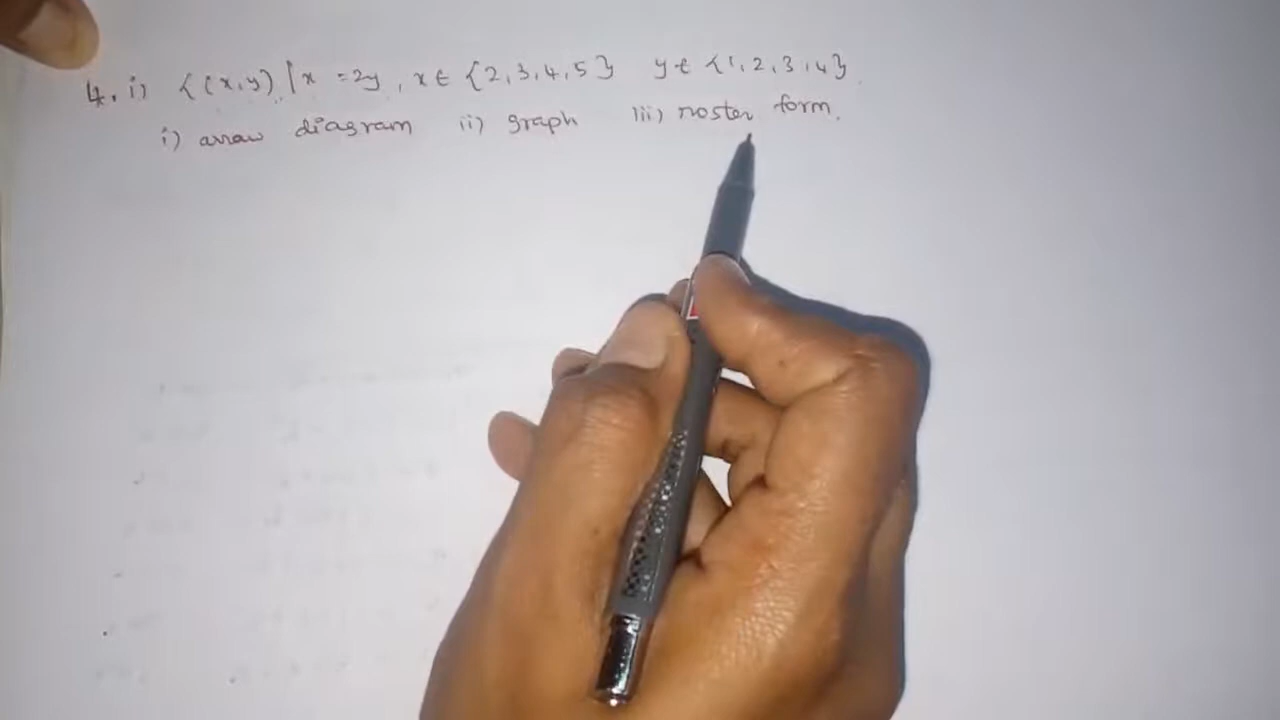 4. i) {(x,y) | x = 2y, x ∈ {2,3,4,5} y ∈ {1,2,3,4}
i) arrow diagram ii) graph iii) roster form.